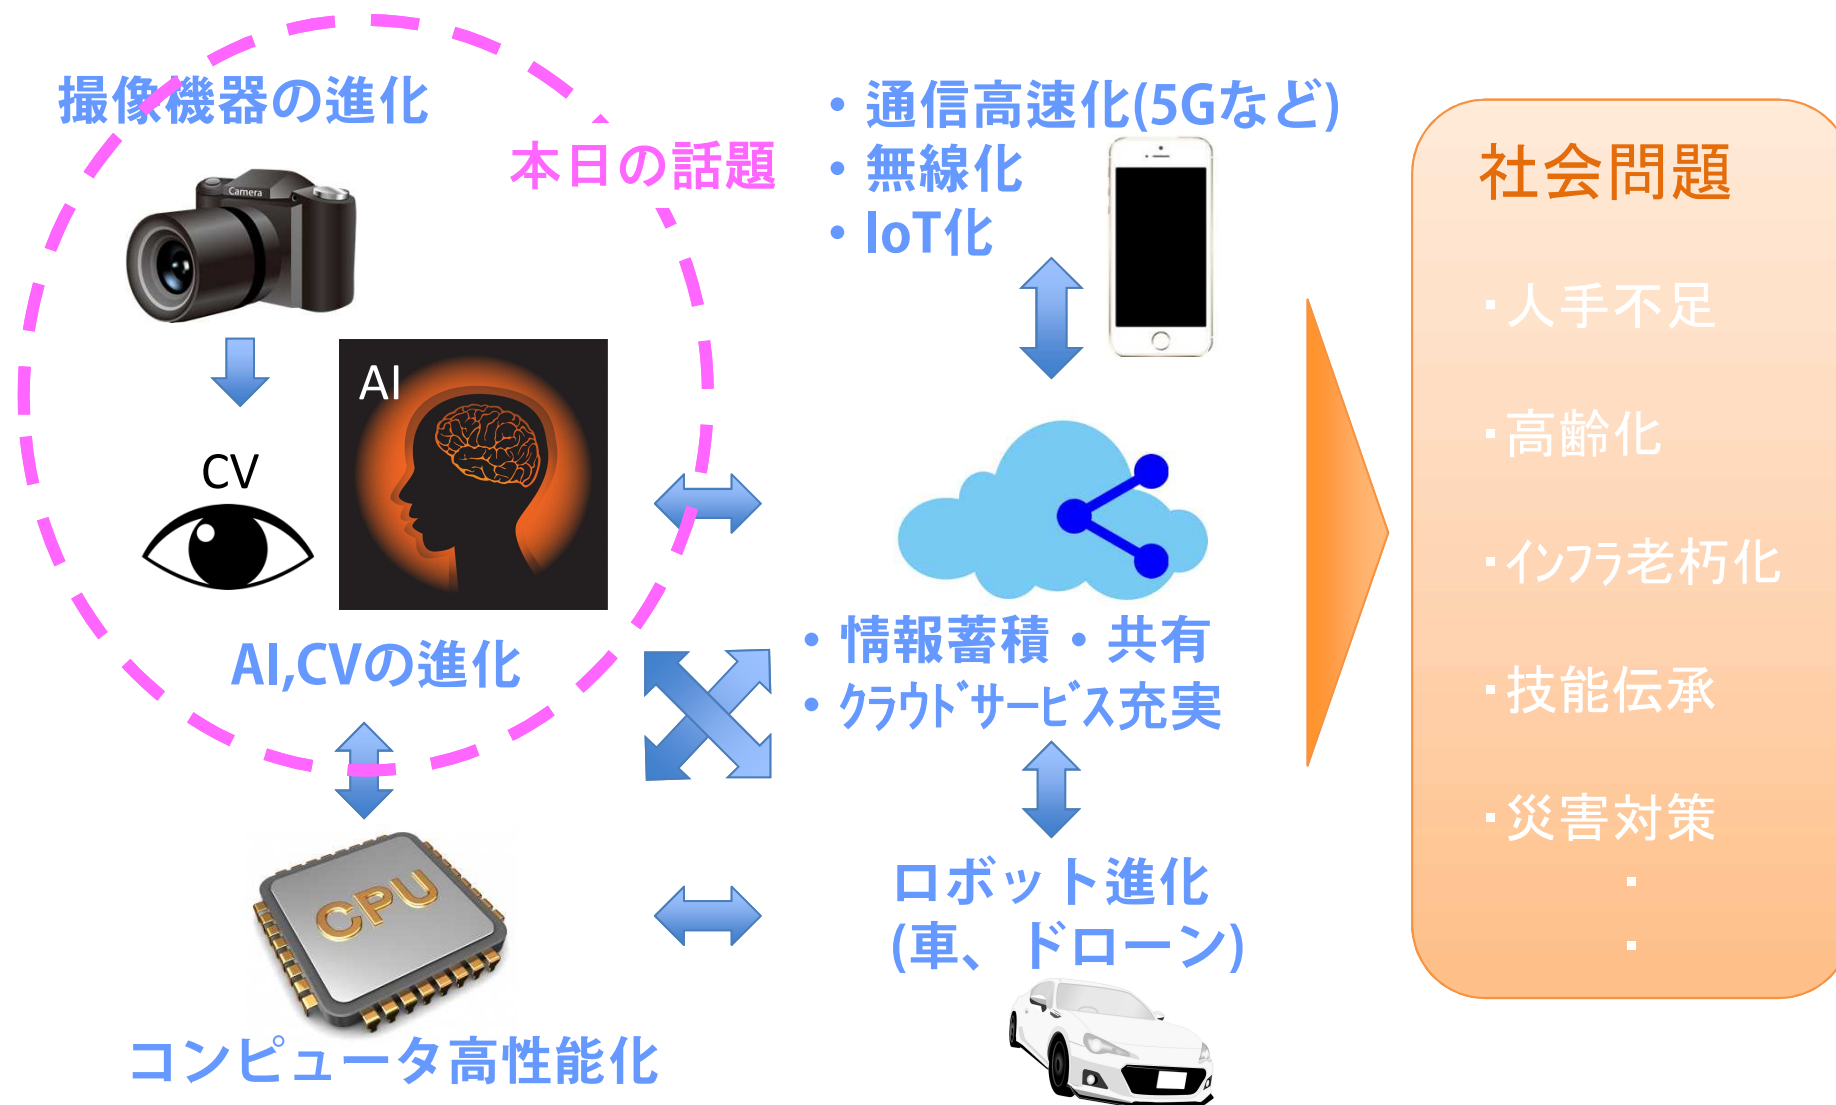 撮像機器の進化
本日の話題
Camera
AI
CV
AI,CVの進化
CPU
コンピュータ高性能化
・通信高速化(5Gなど)
・無線化
・IoT化
・情報蓄積・共有
・ｸﾗｳﾄﾞｻｰﾋﾞｽ充実
ロボット進化
(車、ドローン)
社会問題
・人手不足
・高齢化
・ｲﾝﾌﾗ老朽化
・技能伝承
・災害対策
・
・